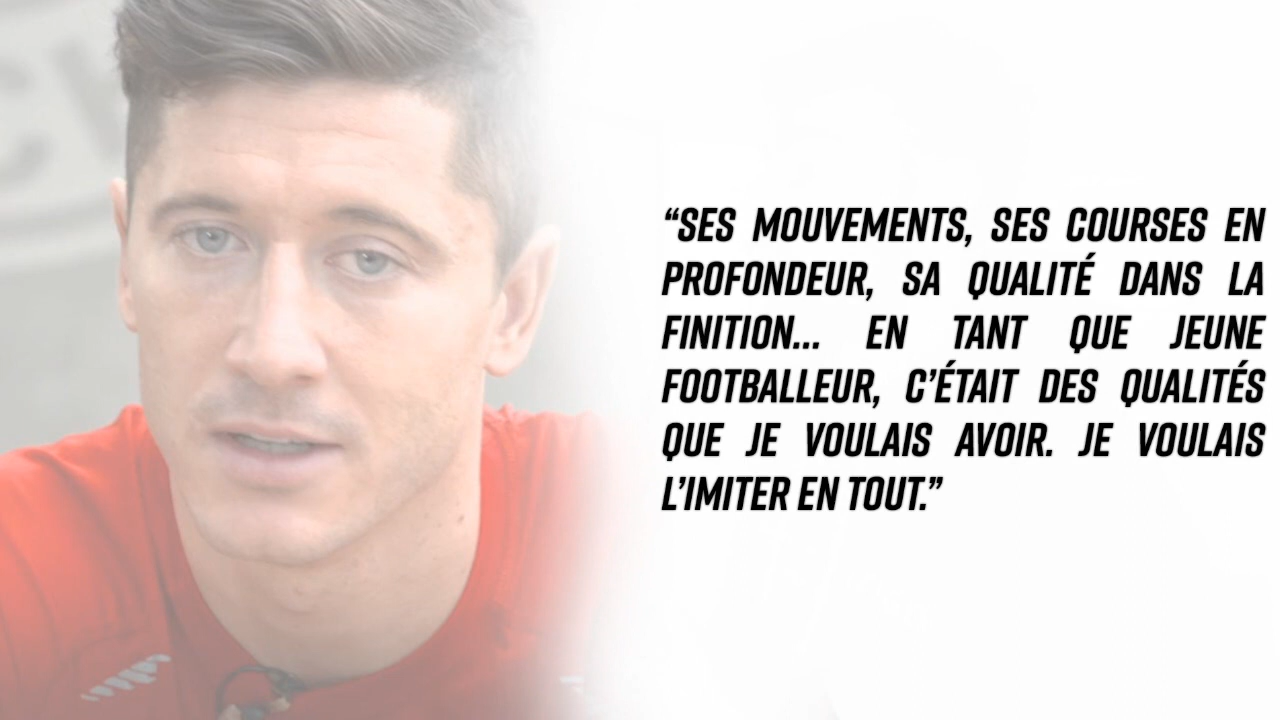 “SES MOUVEMENTS, SES COURSES EN
PROFONDEUR, SA QUALITÉ DANS LA
FINITION... EN TANT QUE JEUNE
FOOTBALLEUR, C’ÉTAIT DES QUALITÉS
QUE JE VOULAIS AVOIR. JE VOULAIS
L’IMITER EN TOUT.”